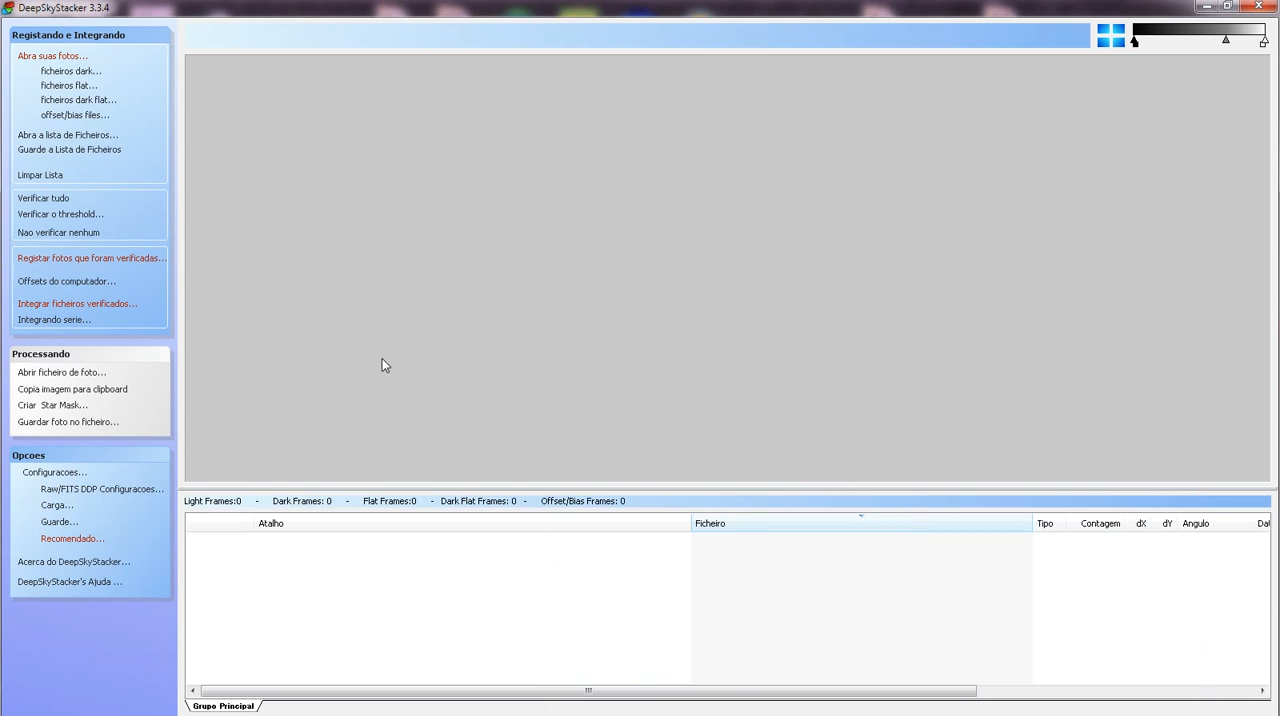 DeepSkyStacker 3.3.4
Registando e Integrando
Abra suas fotos...
ficheiros dark...
ficheiros flat...
ficheiros dark flat...
offset/bias files...
Abra a lista de Ficheiros...
Guarde a Lista de Ficheiros
Limpar Lista
Verificar tudo
Verificar o threshold...
Nao verificar nenhum
Registar fotos que foram verificadas...
Offsets do computador...
Integrar ficheiros verificados...
Integrando serie...
Processando
Abrir ficheiro de foto...
Copia imagem para clipboard
Criar Star Mask...
Guardar foto no ficheiro...
Opcoes
Configuracoes...
Raw/FITS DDP Configuracoes...
Carga...
Guarde...
Recomendado...
Acerca do DeepSkyStacker...
DeepSkyStacker's Ajuda ...
Light Frames:0 - Dark Frames: 0 - Flat Frames:0 - Dark Flat Frames: 0 - Offset/Bias Frames: 0
Atalho Ficheiro Tipo Contagem dX dY Angulo
Grupo Principal